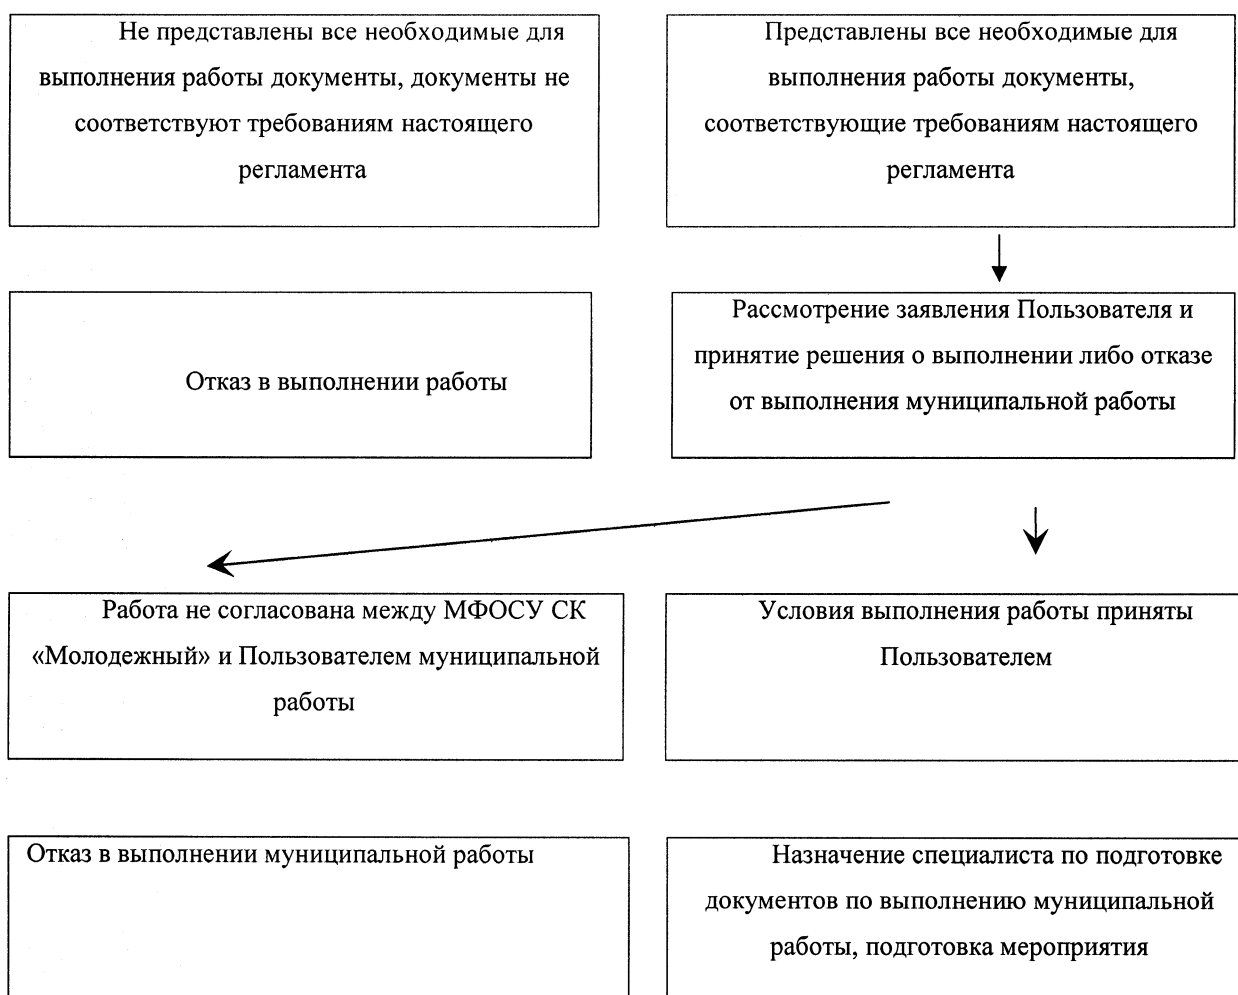 Не представлены все необходимые для
выполнения работы документы, документы не
соответствуют требованиям настоящего
регламента
Представлены все необходимые для
выполнения работы документы,
соответствующие требованиям настоящего
регламента
Отказ в выполнении работы
Рассмотрение заявления Пользователя и
принятие решения о выполнении либо отказе
от выполнения муниципальной работы
Работа не согласована между МФОСУ СК
«Молодежный» и Пользователем муниципальной
работы
Условия выполнения работы приняты
Пользователем
Отказ в выполнении муниципальной работы
Назначение специалиста по подготовке
документов по выполнению муниципальной
работы, подготовка мероприятия